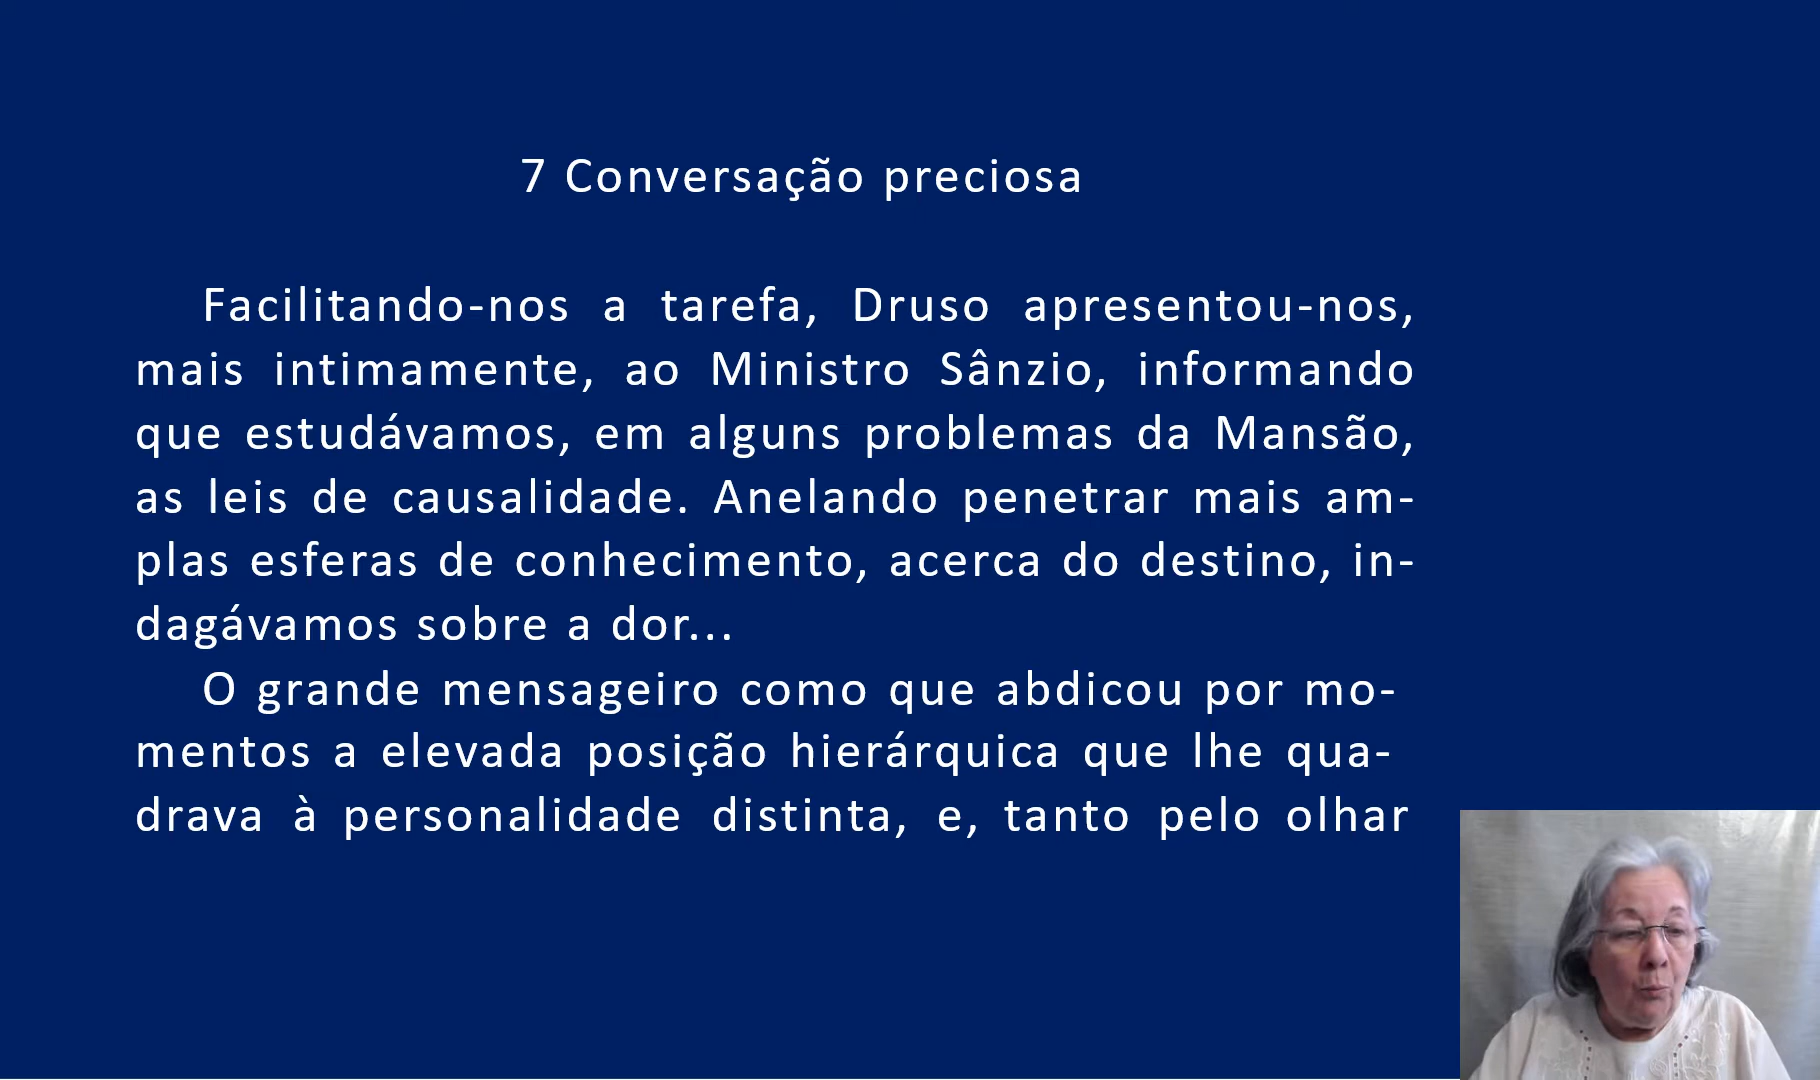 7 Conversação preciosa
Facilitando-nos a tarefa, Druso apresentou-nos,
mais intimamente, ao Ministro Sânzio, informando
que estudávamos, em alguns problemas da Mansão,
as leis de causalidade. Anelando penetrar mais am-
plas esferas de conhecimento, acerca do destino, in-
dagávamos sobre a dor...
O grande mensageiro como que abdicou por mo-
mentos a elevada posição hierárquica que lhe qua-
drava à personalidade distinta, e, tanto pelo olhar